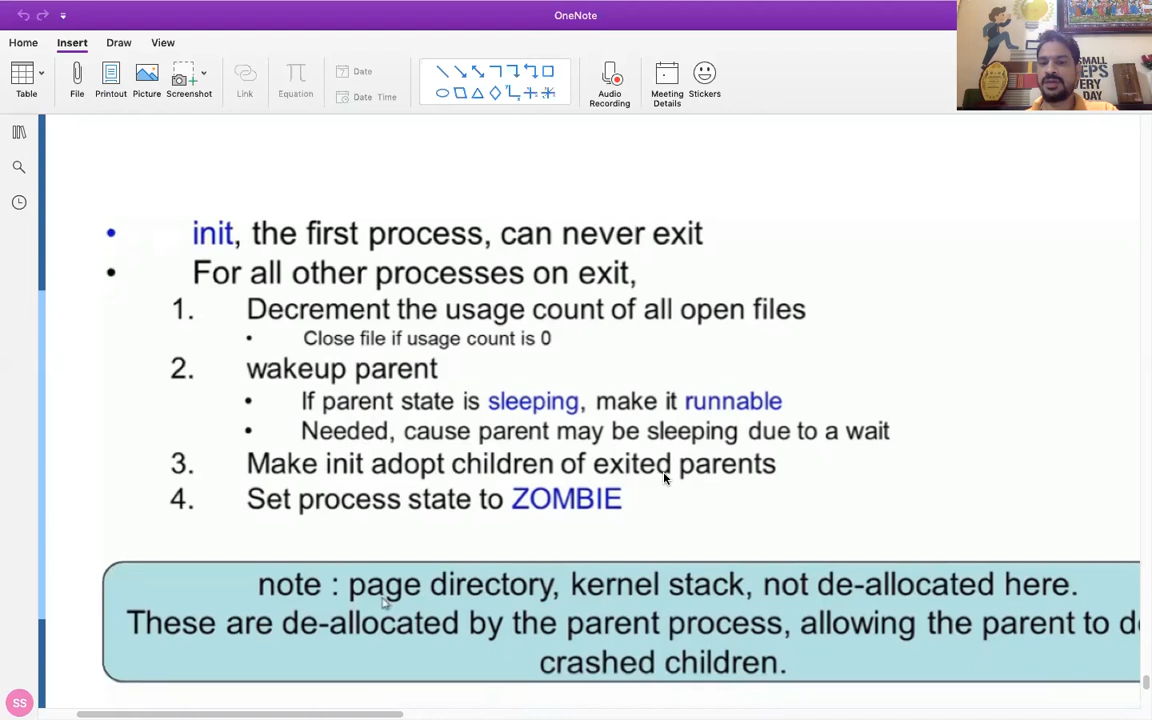 OneNote
Home Insert Draw View
Table File Printout Picture Screenshot Link Equation Date Date Time Audio Recording Meeting Details Stickers
SMALL
EPS
VERY
DAY
• init, the first process, can never exit
• For all other processes on exit,
1. Decrement the usage count of all open files
• Close file if usage count is 0
2. wakeup parent
• If parent state is sleeping, make it runnable
• Needed, cause parent may be sleeping due to a wait
3. Make init adopt children of exited parents
4. Set process state to ZOMBIE
note : page directory, kernel stack, not de-allocated here.
These are de-allocated by the parent process, allowing the parent to d
crashed children.
SS